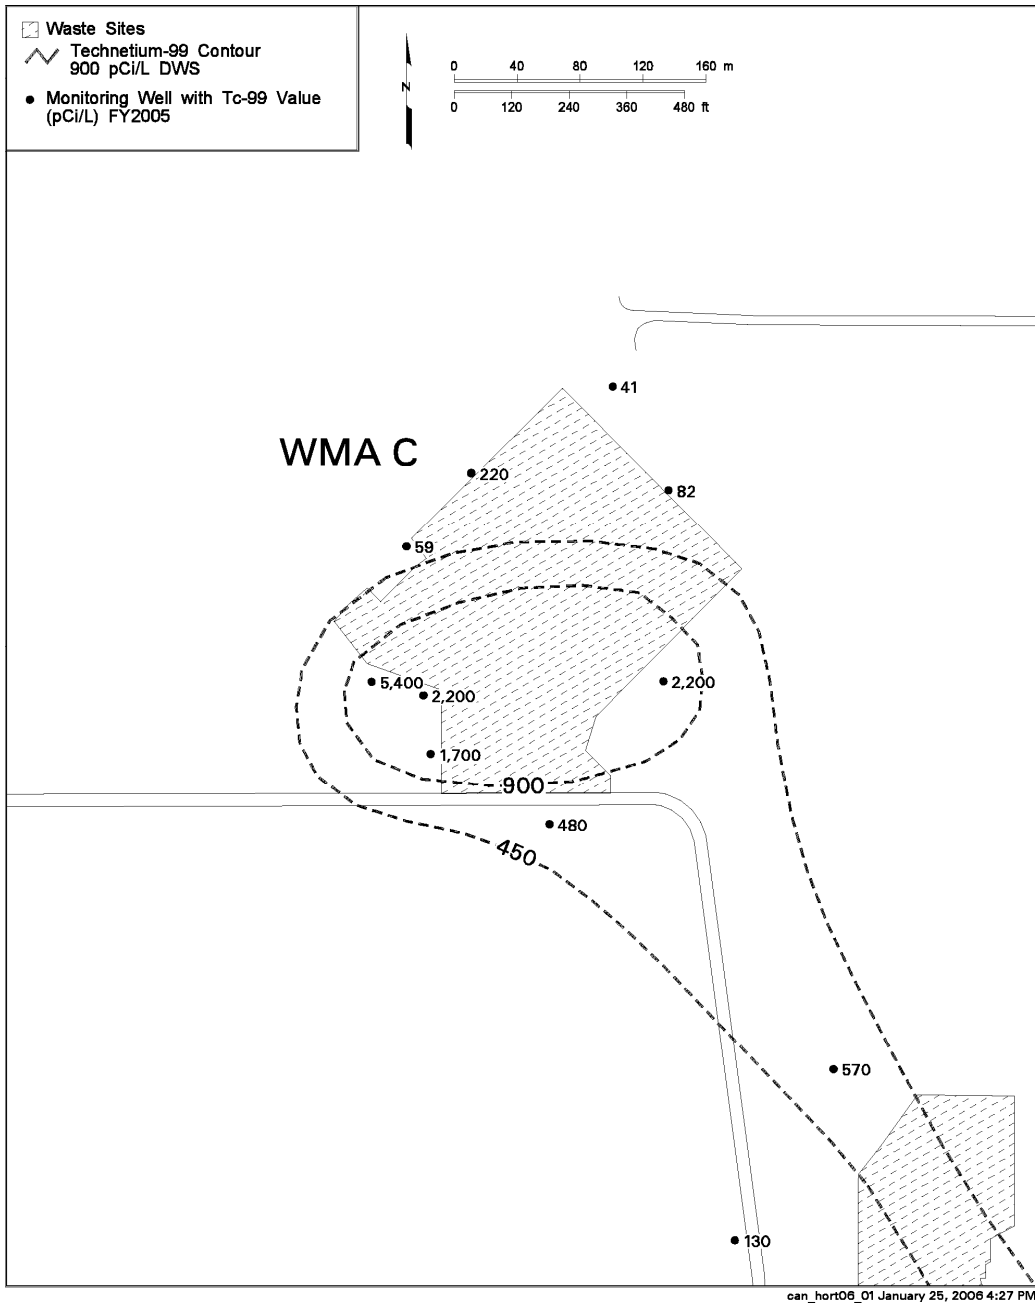 Waste Sites
Technetium-99 Contour
900 pCi/L DWS
Monitoring Well with Tc-99 Value
(pCi/L) FY2005
N
0 40 80 120 160 m
0 120 240 360 480 ft
41
WMA C
220
82
59
5,400
2,200
2,200
1,700
900
480
450
570
130
can_hort06_01 January 25, 2006 4:27 PM